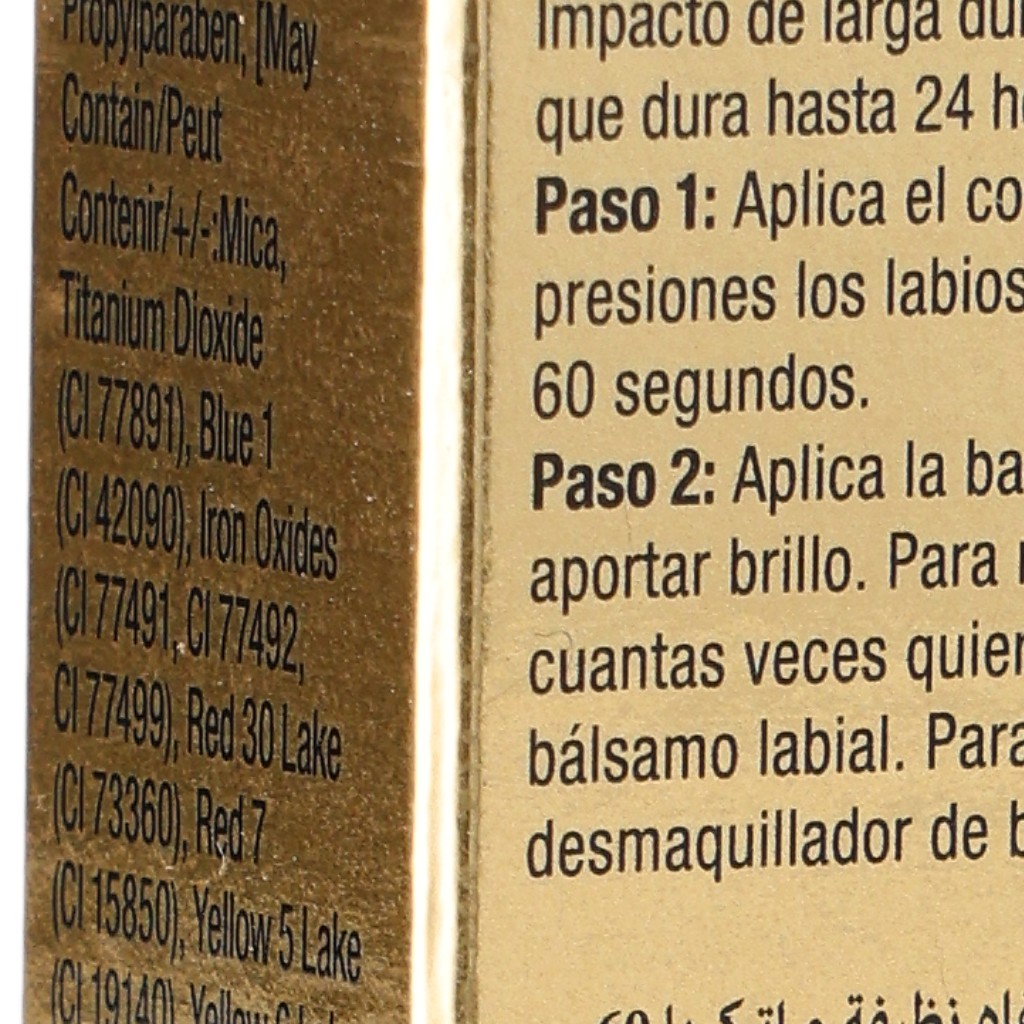 Propylparaben, [May
Contain/Peut
Contenir/+/-:Mica,
Titanium Dioxide
(CI 77891), Blue 1
(CI 42090), Iron Oxides
(CI 77491, CI 77492,
CI 77499), Red 30 Lake
(CI 73360), Red 7
(CI 15850), Yellow 5 Lake
(CI 19140), Yellow
Impacto de larga
que dura hasta 24
Paso 1: Aplica el
presiones los labios
60 segundos.
Paso 2: Aplica la
aportar brillo. Para
cuantas veces
bálsamo labial. Para
desmaquillador de